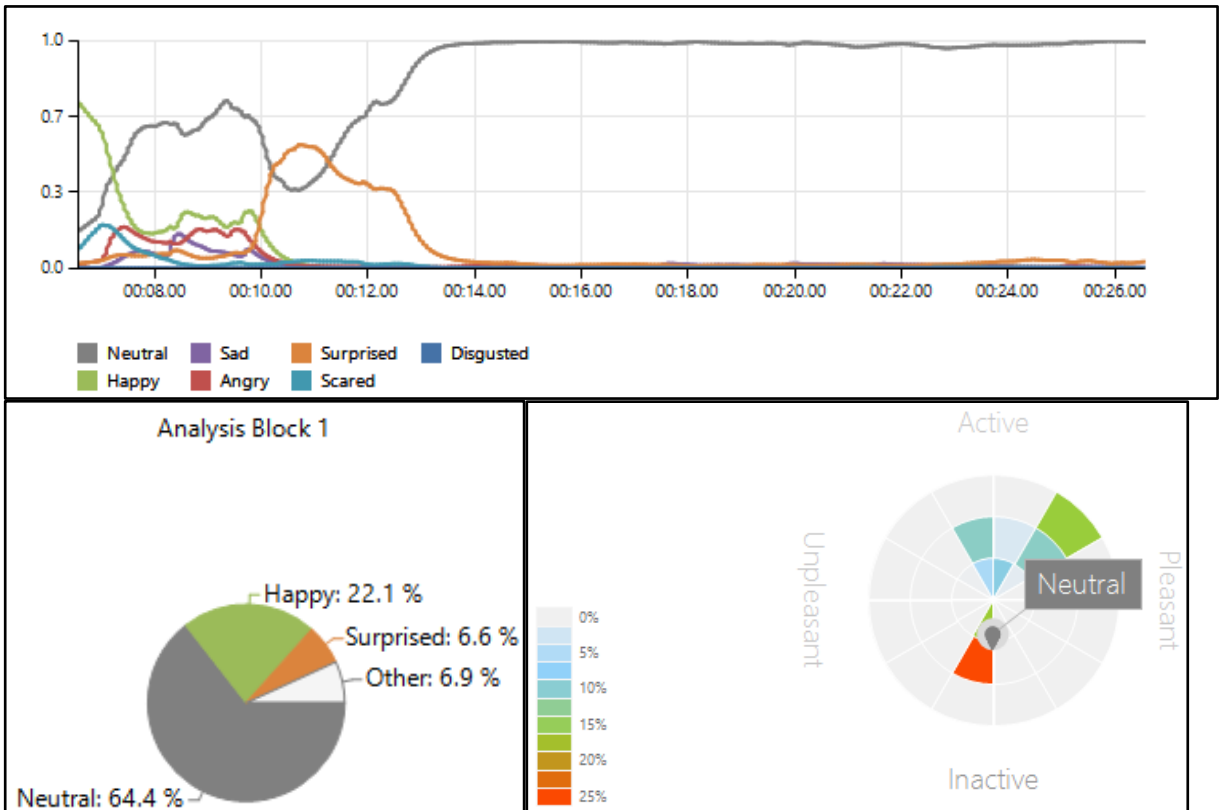 1.0
0.7
0.3
0.0
00:08.00 00:10.00 00:12.00 00:14.00 00:16.00 00:18.00 00:20.00 00:22.00 00:24.00 00:26.00
Neutral Sad Surprised Disgusted
Happy Angry Scared
Analysis Block 1
Happy: 22.1 %
Surprised: 6.6 %
Other: 6.9 %
Neutral: 64.4 %
Active
Unpleasant
Pleasant
Neutral
Inactive
0%
5%
10%
15%
20%
25%